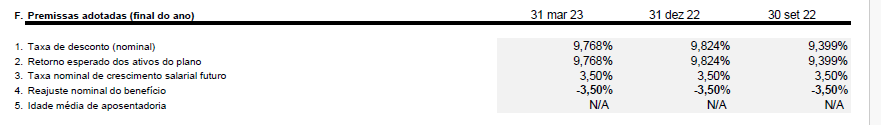 F. Premissas adotadas (final do ano) 31 mar 23 31 dez 22 30 set 22
1. Taxa de desconto (nominal) 9,768% 9,824% 9,399%
2. Retorno esperado dos ativos do plano 9,768% 9,824% 9,399%
3. Taxa nominal de crescimento salarial futuro 3,50% 3,50% 3,50%
4. Reajuste nominal do benefício -3,50% -3,50% -3,50%
5. Idade média de aposentadoria N/A N/A N/A